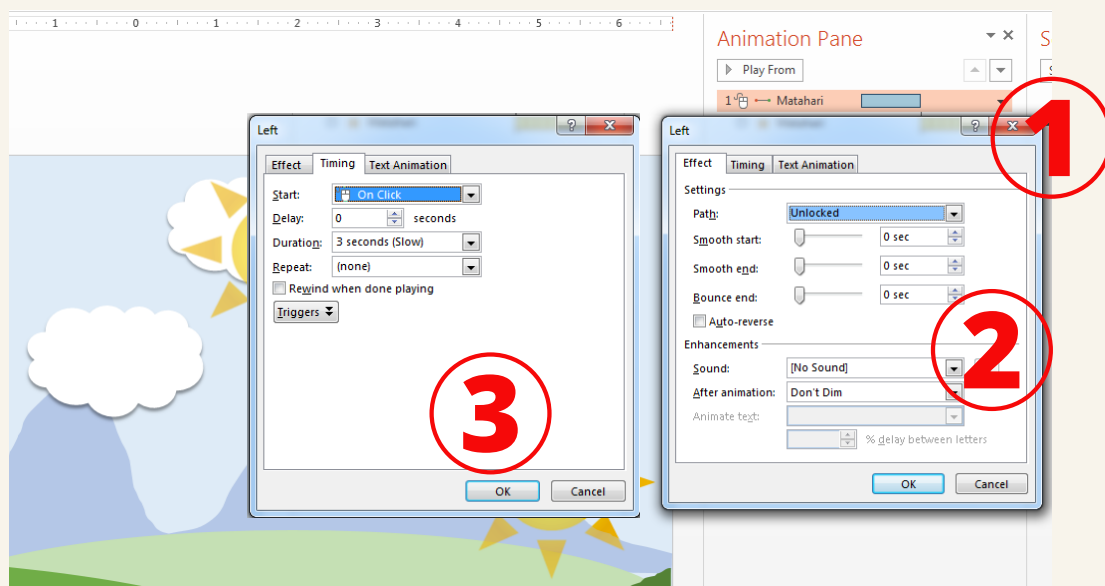 1 0 1 2 3 4 5 6
Animation Pane
S
Play From
1 Matahari
1
Left
Effect Timing Text Animation
Start: On Click
Delay: 0 seconds
Duration: 3 seconds (Slow)
Repeat: (none)
Rewind when done playing
Triggers
3
OK Cancel
Left
Effect Timing Text Animation
Settings
Path: Unlocked
Smooth start: 0 sec
Smooth end: 0 sec
Bounce end: 0 sec
Auto-reverse
Enhancements
2
Sound: [No Sound]
After animation: Don't Dim
Animate text:
% delay between letters
OK Cancel